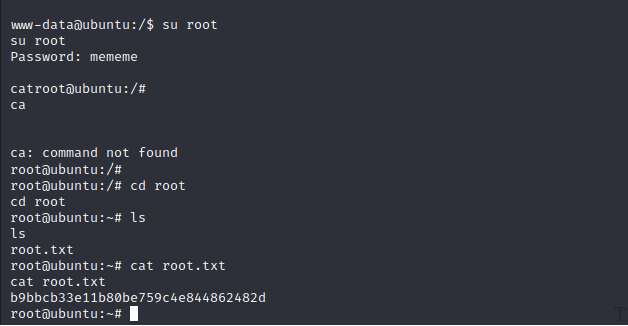 www-data@ubuntu:/$ su root
su root
Password: mememe
catroot@ubuntu:/#
ca
ca: command not found
root@ubuntu:/#
root@ubuntu:/# cd root
cd root
root@ubuntu:~# ls
ls
root.txt
root@ubuntu:~# cat root.txt
cat root.txt
b9bbcb33e11b80be759c4e844862482d
root@ubuntu:~#